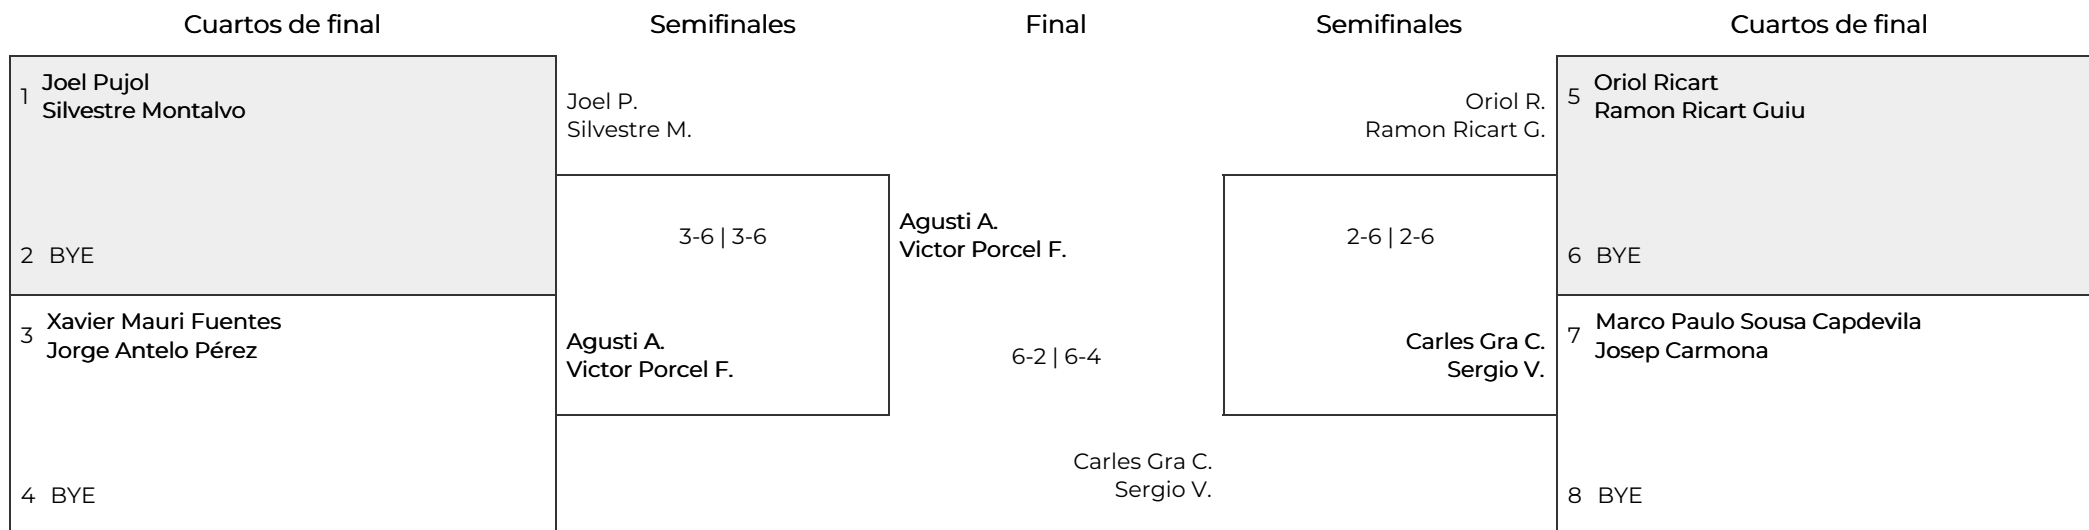 Cuartos de final
Semifinales
Final
Semifinales
Cuartos de final
1 Joel Pujol
Silvestre Montalvo
2 BYE
3 Xavier Mauri Fuentes
Jorge Antelo Pérez
4 BYE
Joel P.
Silvestre M.
3-6 | 3-6
Agusti A.
Victor Porcel F.
Agusti A.
Victor Porcel F.
6-2 | 6-4
Carles Gra C.
Sergio V.
Oriol R.
Ramon Ricart G.
2-6 | 2-6
Carles Gra C.
Sergio V.
5 Oriol Ricart
Ramon Ricart Guiu
6 BYE
7 Marco Paulo Sousa Capdevila
Josep Carmona
8 BYE